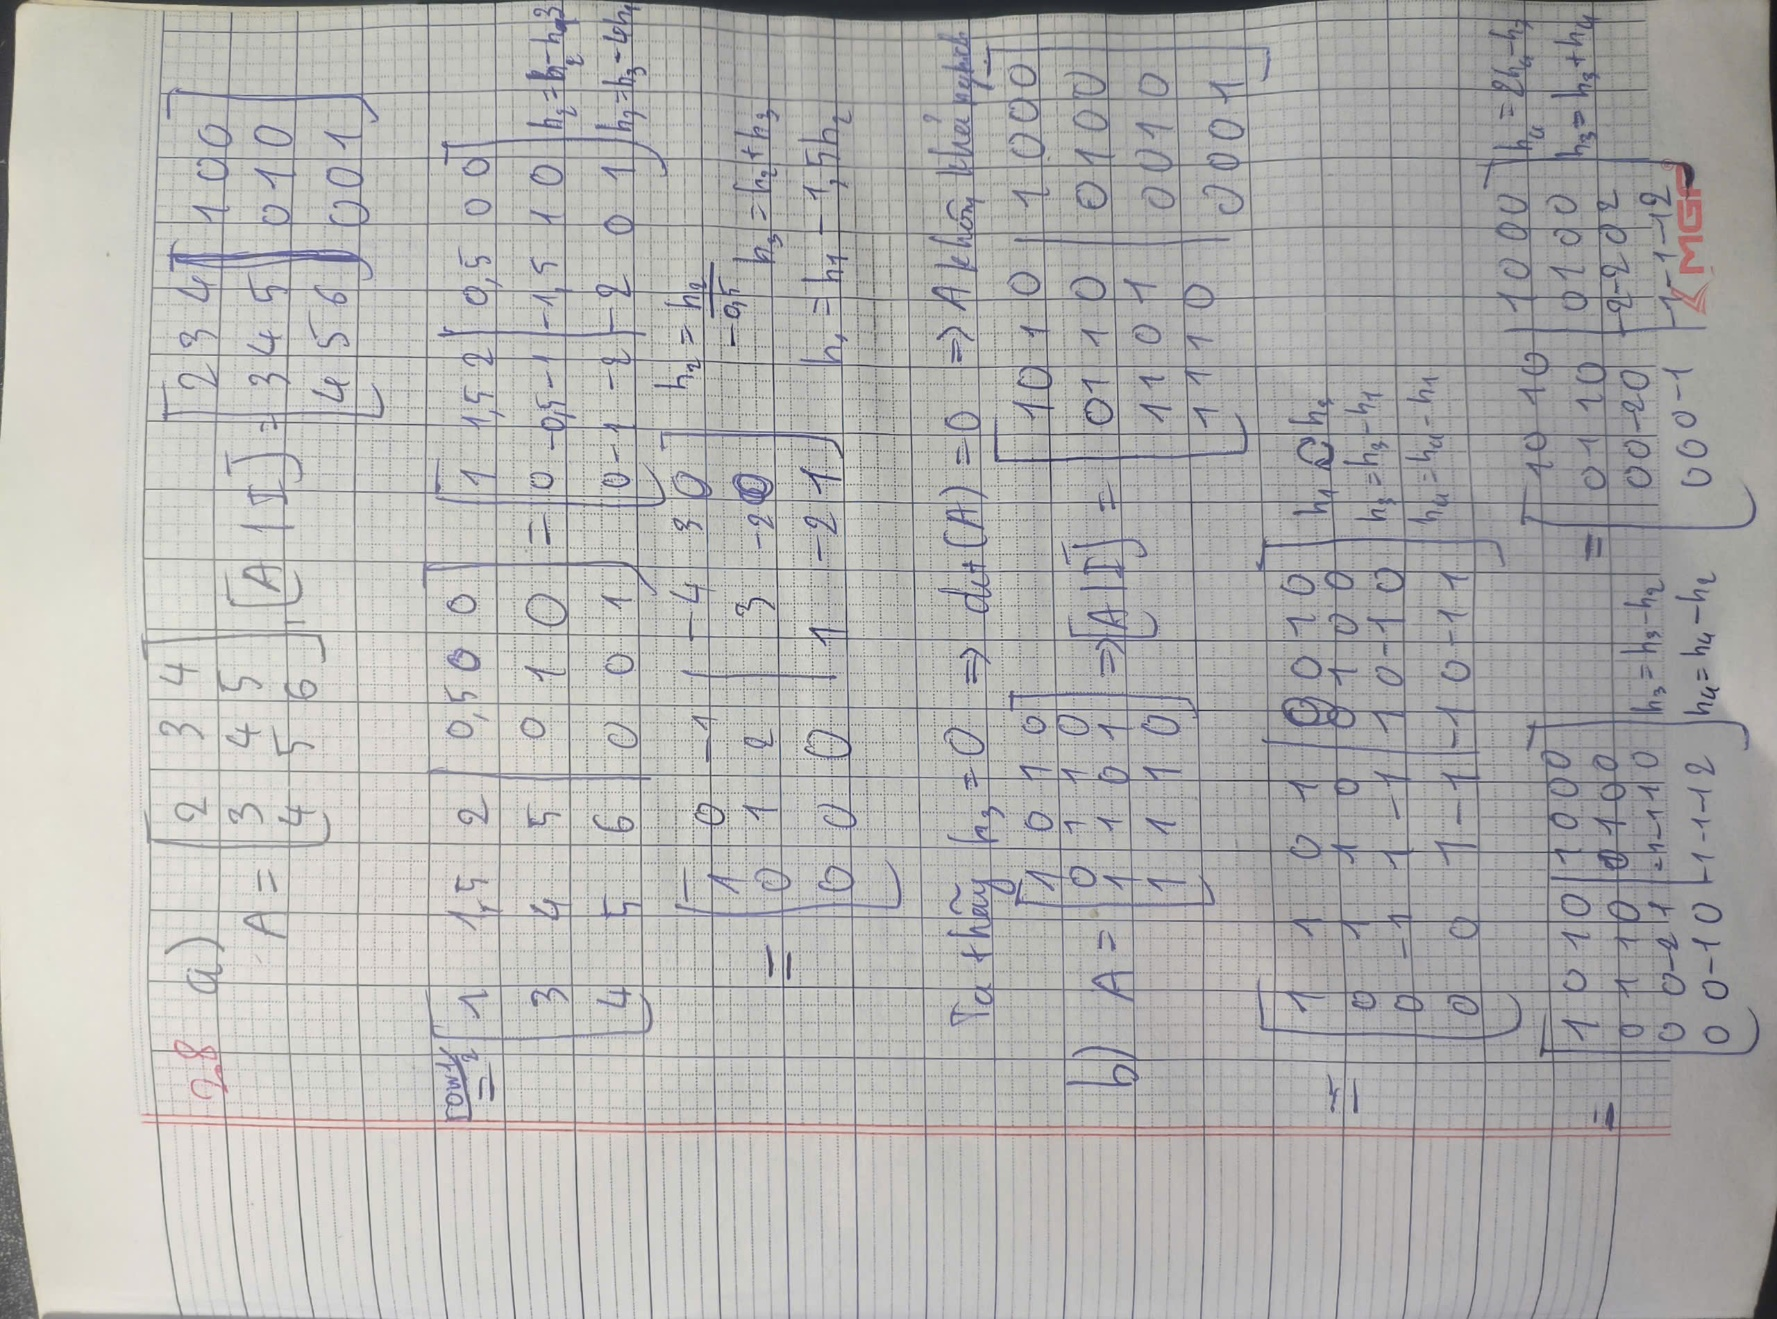 2.8 a)
A = [2 3 4] [A | I] = [2 3 4 | 1 0 0]
[3 4 5] [3 4 5 | 0 1 0]
[4 5 6] [4 5 6 | 0 0 1]
row1/2 = [1 1,5 2 | 0,5 0 0] = [1 1,5 2 | 0,5 0 0]
[3 4 5 | 0 1 0] [0 -0,5 -1 | -1,5 1 0]
[4 5 6 | 0 0 1] [0 -1 -2 | -2 0 1] h3 = h3 - 4h1
= [1 0 -1 | -4 3 0] h2 = h2/-0,5
[0 1 2 | 3 -2 0] h3 = h2 + h3
[0 0 0 | 1 -2 1] h1 = h1 - 1,5h2
Ta thấy h3 = 0 => det(A) = 0 => A không khả nghịch
b) A = [1 0 1 0] => [A | I] = [1 0 1 0 | 1 0 0 0]
[0 1 1 0] [0 1 1 0 | 0 1 0 0]
[1 1 0 1] [1 1 0 1 | 0 0 1 0]
[1 1 1 0] [1 1 1 0 | 0 0 0 1]
= [1 1 0 1 | 0 0 1 0]
[0 1 1 0 | 0 1 0 0] h3 = h3 - h1
[0 -1 1 -1 | 1 0 -1 0] h4 = h4 - h1
[0 0 1 -1 | -1 0 -1 1]
= [1 0 1 0 | 1 0 0 0] = [1 0 1 0 | 1 0 0 0]
[0 1 1 0 | 0 1 0 0] h3 = h3 - h2 [0 1 1 0 | 0 1 0 0] h3 = h3 + h4
[0 0 -2 1 | -1 -1 1 0] h4 = h4 - h2 [0 0 -2 0 | -2 -2 0 2]
[0 0 -1 0 | -1 -1 -1 2] [0 0 0 -1 | 1 -1 -1 2]
MGP